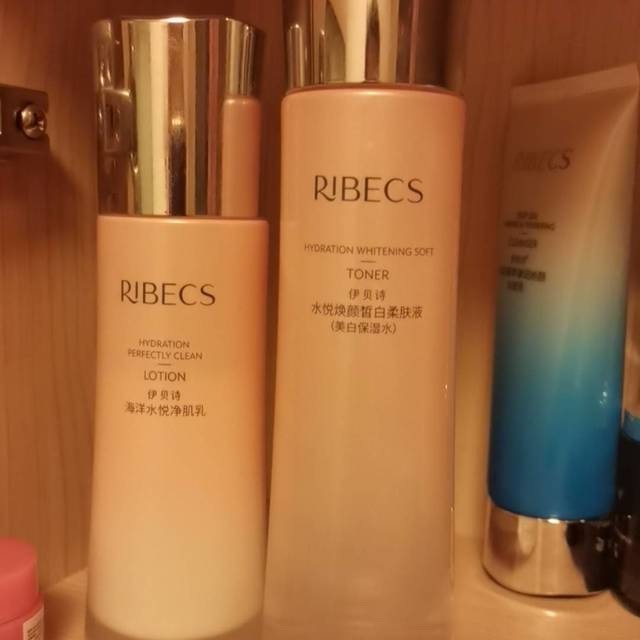 RIBECS
HYDRATION
PERFECTLY CLEAN
LOTION
伊贝诗
海洋水悦净肌乳
RIBECS
HYDRATION WHITENING SOFT
TONER
伊贝诗
水悦焕颜皙白柔肤液
(美白保湿水)
RIBECS
CLEANSER